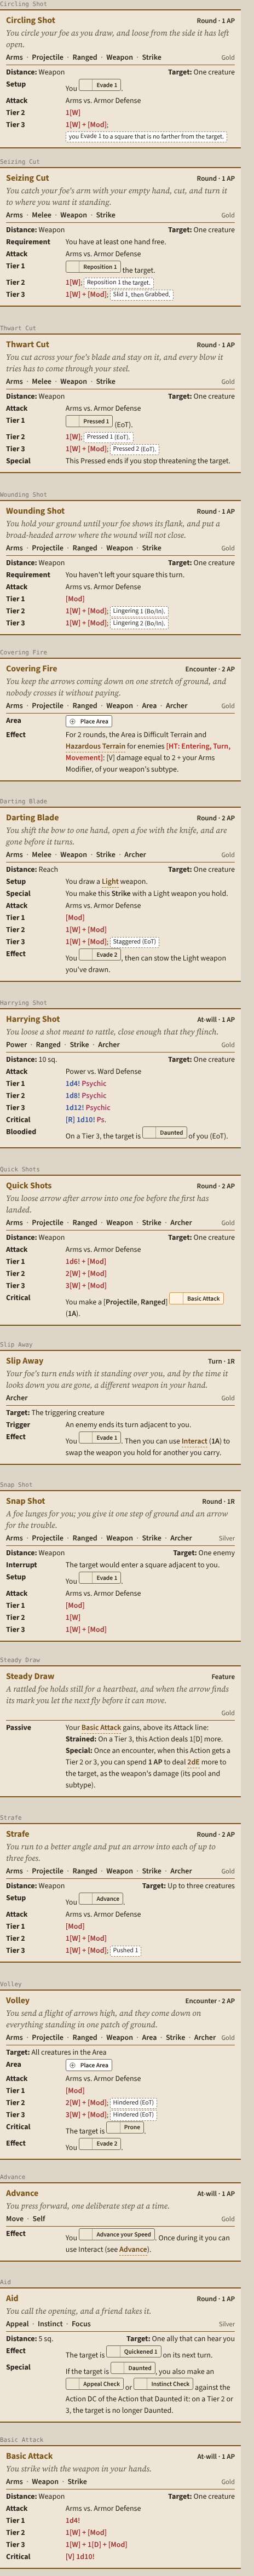 Circling Shot
Circling Shot Round · 1 AP
You circle your foe as you draw, and loose from the side it has left
open.
Arms · Projectile · Ranged · Weapon · Strike Gold
Distance: Weapon Target: One creature
Setup You Evade 1.
Attack Arms vs. Armor Defense
Tier 2 1[W]
Tier 3 1[W] + [Mod];
you Evade 1 to a square that is no farther from the target.
Seizing Cut
Seizing Cut Round · 1 AP
You catch your foe's arm with your empty hand, cut, and turn it
to where you want it standing.
Arms · Melee · Weapon · Strike Gold
Distance: Weapon Target: One creature
Requirement You have at least one hand free.
Attack Arms vs. Armor Defense
Tier 1 Reposition 1 the target.
Tier 2 1[W]; Reposition 1 the target.
Tier 3 1[W] + [Mod]; Slid 1, then Grabbed.
Thwart Cut
Thwart Cut Round · 1 AP
You cut across your foe's blade and stay on it, and every blow it
tries has to come through your steel.
Arms · Melee · Weapon · Strike Gold
Distance: Weapon Target: One creature
Attack Arms vs. Armor Defense
Tier 1 Pressed 1 (EoT).
Tier 2 1[W]; Pressed 1 (EoT).
Tier 3 1[W] + [Mod]; Pressed 2 (EoT).
Special This Pressed ends if you stop threatening the target.
Wounding Shot
Wounding Shot Round · 1 AP
You hold your ground until your foe shows its flank, and put a
broad-headed arrow where the wound will not close.
Arms · Projectile · Ranged · Weapon · Strike Gold
Distance: Weapon Target: One creature
Requirement You haven't left your square this turn.
Attack Arms vs. Armor Defense
Tier 1 [Mod]
Tier 2 1[W] + [Mod]; Lingering 1 (Bo/In).
Tier 3 1[W] + [Mod]; Lingering 2 (Bo/In).
Covering Fire
Covering Fire Encounter · 2 AP
You keep the arrows coming down on one stretch of ground, and
nobody crosses it without paying.
Arms · Projectile · Ranged · Weapon · Area · Archer Gold
Area Place Area
Effect For 2 rounds, the Area is Difficult Terrain and
Hazardous Terrain for enemies [HT: Entering, Turn,
Movement]: [V] damage equal to 2 + your Arms
Modifier, of your weapon's subtype.
Darting Blade
Darting Blade Round · 2 AP
You shift the bow to one hand, open a foe with the knife, and are
gone before it turns.
Arms · Melee · Weapon · Strike · Archer Gold
Distance: Reach Target: One creature
Setup You draw a Light weapon.
Special You make this Strike with a Light weapon you hold.
Attack Arms vs. Armor Defense
Tier 1 [Mod]
Tier 2 1[W] + [Mod]
Tier 3 1[W] + [Mod]; Staggered (EoT)
Effect You Evade 2, then can stow the Light weapon
you've drawn.
Harrying Shot
Harrying Shot At-will · 1 AP
You loose a shot meant to rattle, close enough that they flinch.
Power · Ranged · Strike · Archer Gold
Distance: 10 sq. Target: One creature
Attack Power vs. Ward Defense
Tier 1 1d4! Psychic
Tier 2 1d8! Psychic
Tier 3 1d12! Psychic
Critical [R] 1d10! Ps.
Bloodied On a Tier 3, the target is Daunted of you (EoT).
Quick Shots
Quick Shots Round · 2 AP
You loose arrow after arrow into one foe before the first has
landed.
Arms · Projectile · Ranged · Weapon · Strike · Archer Gold
Distance: Weapon Target: One creature
Attack Arms vs. Armor Defense
Tier 1 1d6! + [Mod]
Tier 2 2[W] + [Mod]
Tier 3 3[W] + [Mod]
Critical You make a [Projectile, Ranged] Basic Attack
(1A).
Slip Away
Slip Away Turn · 1R
Your foe's turn ends with it standing over you, and by the time it
looks down you are gone, a different weapon in your hand.
Archer Gold
Target: The triggering creature
Trigger An enemy ends its turn adjacent to you.
Effect You Evade 1. Then you can use Interact (1A) to
swap the weapon you hold for another you carry.
Snap Shot
Snap Shot Round · 1R
A foe lunges for you; you give it one step of ground and an arrow
for the trouble.
Arms · Projectile · Ranged · Weapon · Strike · Archer Silver
Distance: Weapon Target: One enemy
Interrupt The target would enter a square adjacent to you.
Setup You Evade 1.
Attack Arms vs. Armor Defense
Tier 1 [Mod]
Tier 2 1[W]
Tier 3 1[W] + [Mod]
Steady Draw
Steady Draw Feature
A rattled foe holds still for a heartbeat, and when the arrow finds
its mark you let the next fly before it can move.
Gold
Passive Your Basic Attack gains, above its Attack line:
Strained: On a Tier 3, this Action deals 1[D] more.
Special: Once an encounter, when this Action gets a
Tier 2 or 3, you can spend 1 AP to deal 2dE more to
the target, as the weapon's damage (its pool and
subtype).
Strafe
Strafe Round · 2 AP
You run to a better angle and put an arrow into each of up to
three foes.
Arms · Projectile · Ranged · Weapon · Strike · Archer Gold
Distance: Weapon Target: Up to three creatures
Setup You Advance.
Attack Arms vs. Armor Defense
Tier 1 [Mod]
Tier 2 1[W] + [Mod]
Tier 3 1[W] + [Mod]; Pushed 1
Volley
Volley Encounter · 2 AP
You send a flight of arrows high, and they come down on
everything standing in one patch of ground.
Arms · Projectile · Ranged · Weapon · Area · Strike · Archer Gold
Target: All creatures in the Area
Area Place Area
Attack Arms vs. Armor Defense
Tier 1 [Mod]
Tier 2 2[W] + [Mod]; Hindered (EoT)
Tier 3 3[W] + [Mod]; Hindered (EoT)
Critical The target is Prone.
Effect You Evade 2.
Advance
Advance At-will · 1 AP
You press forward, one deliberate step at a time.
Move · Self Gold
Effect You Advance your Speed. Once during it you can
use Interact (see Advance).
Aid
Aid Round · 1 AP
You call the opening, and a friend takes it.
Appeal · Instinct · Focus Silver
Distance: 5 sq. Target: One ally that can hear you
Effect The target is Quickened 1 on its next turn.
Special If the target is Daunted, you also make an
Appeal Check or Instinct Check against the
Action DC of the Action that Daunted it: on a Tier 2 or
3, the target is no longer Daunted.
Basic Attack
Basic Attack At-will · 1 AP
You strike with the weapon in your hands.
Arms · Weapon · Strike Gold
Distance: Weapon Target: One creature
Attack Arms vs. Armor Defense
Tier 1 1d4!
Tier 2 1[W] + [Mod]
Tier 3 1[W] + 1[D] + [Mod]
Critical [V] 1d10!